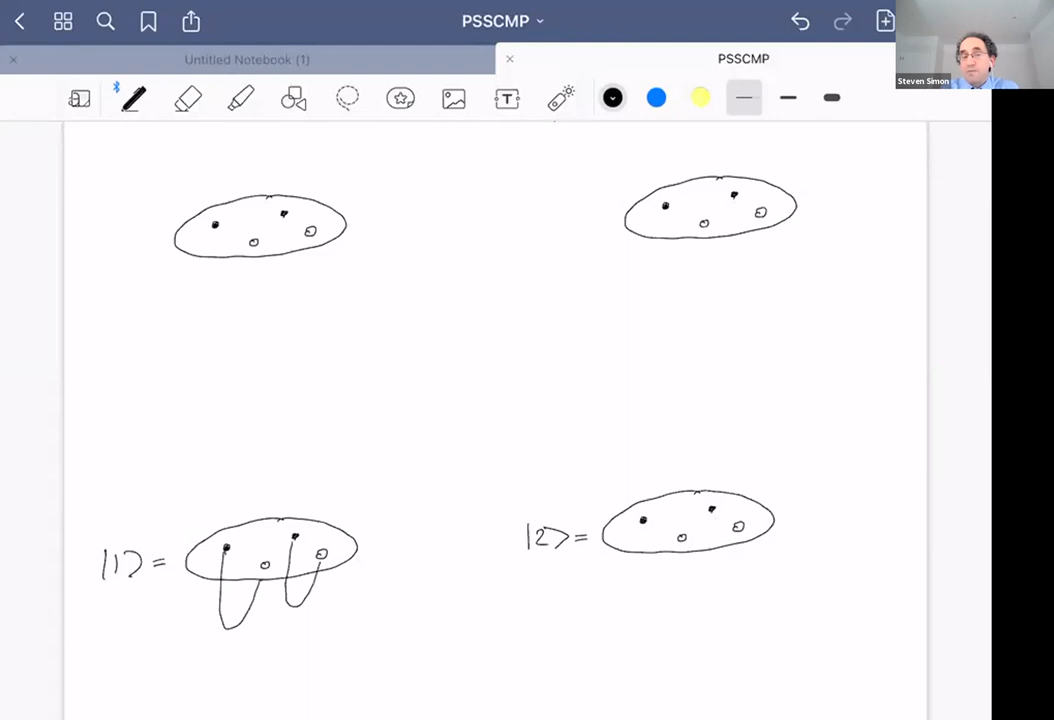 PSSCMP
Untitled Notebook (1)
PSSCMP
Steven Simon
T
|1⟩ =
|2⟩ =